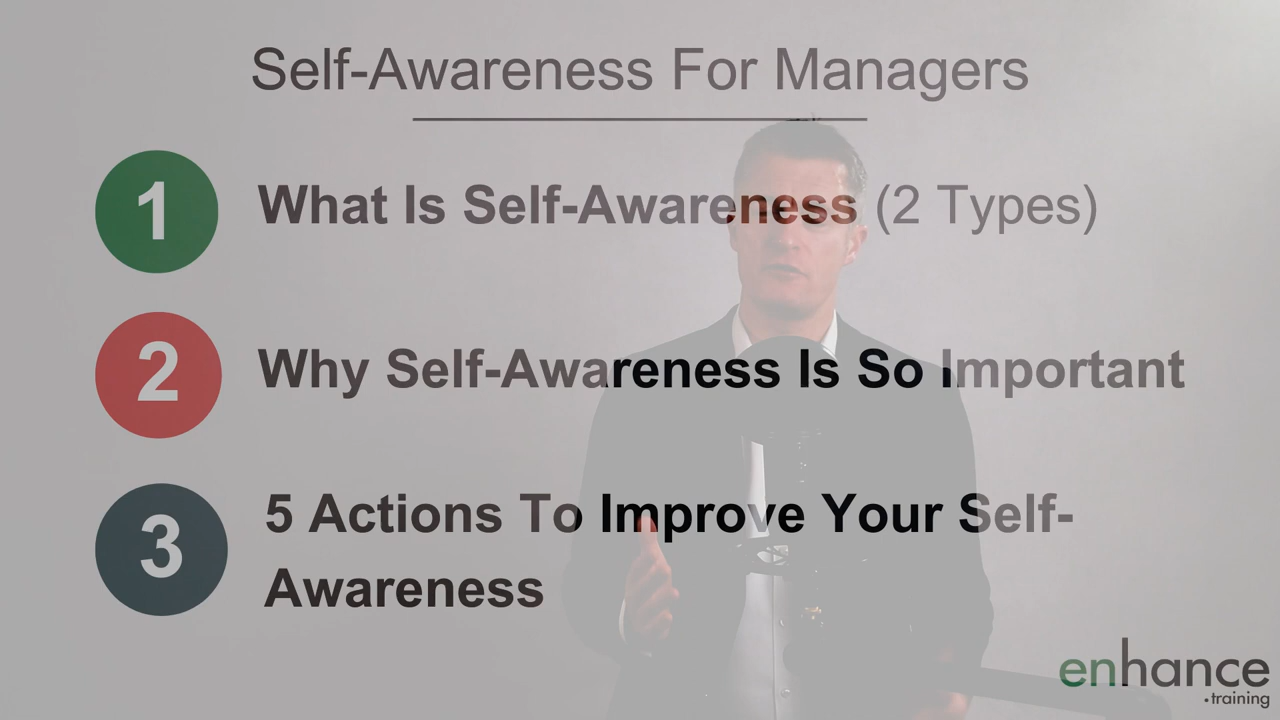 Self-Awareness For Managers
1 What Is Self-Awareness (2 Types)
2 Why Self-Awareness Is So Important
3 5 Actions To Improve Your Self-
Awareness
enhance
•training